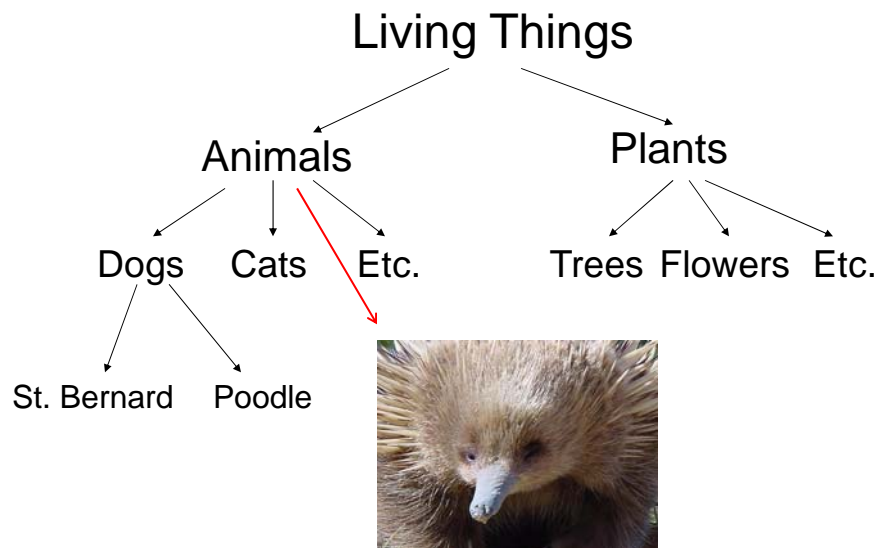 Living Things
Animals Plants
Dogs Cats Etc. Trees Flowers Etc.
St. Bernard Poodle